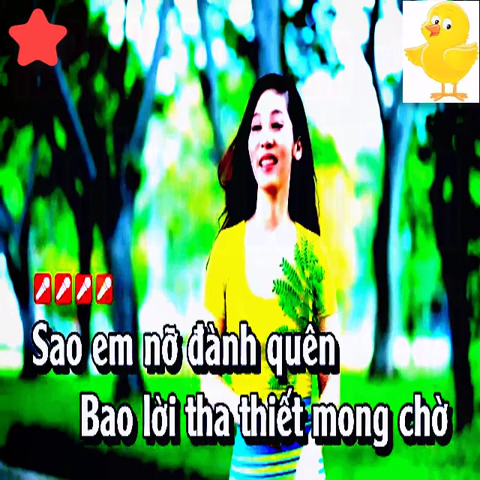 Sao em nỡ đành quên
Bao lời tha thiết mong chờ